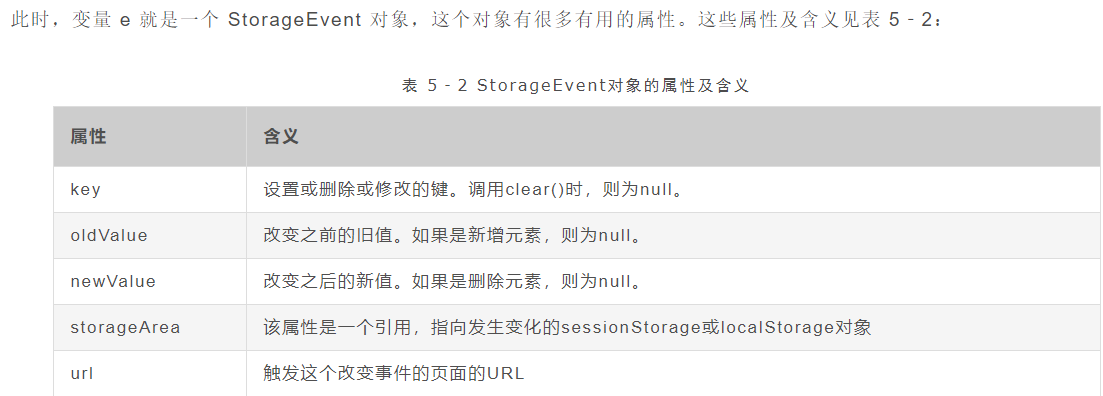 此时，变量 e 就是一个 StorageEvent 对象，这个对象有很多有用的属性。这些属性及含义见表 5 - 2：
表 5 - 2 StorageEvent对象的属性及含义
属性 含义
key 设置或删除或修改的键。调用clear()时，则为null。
oldValue 改变之前的旧值。如果是新增元素，则为null。
newValue 改变之后的新值。如果是删除元素，则为null。
storageArea 该属性是一个引用，指向发生变化的sessionStorage或localStorage对象
url 触发这个改变事件的页面的URL